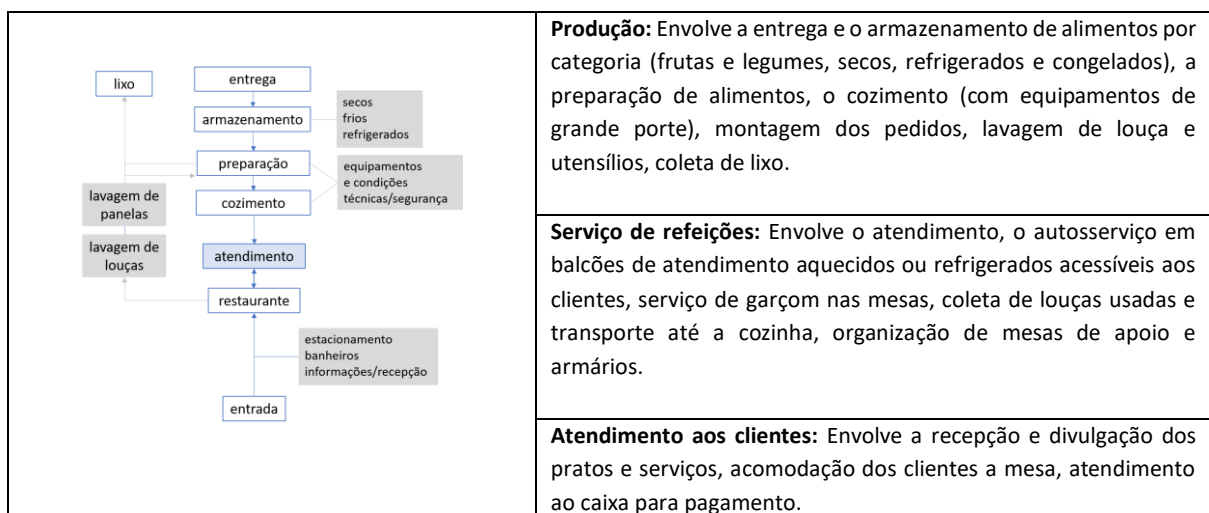 lixo
entrega
armazenamento
secos
frios
refrigerados
preparação
equipamentos
e condições
técnicas/segurança
cozimento
lavagem de
panelas
lavagem de
louças
atendimento
restaurante
estacionamento
banheiros
informações/recepção
entrada
Produção: Envolve a entrega e o armazenamento de alimentos por
categoria (frutas e legumes, secos, refrigerados e congelados), a
preparação de alimentos, o cozimento (com equipamentos de
grande porte), montagem dos pedidos, lavagem de louça e
utensílios, coleta de lixo.
Serviço de refeições: Envolve o atendimento, o autosserviço em
balcões de atendimento aquecidos ou refrigerados acessíveis aos
clientes, serviço de garçom nas mesas, coleta de louças usadas e
transporte até a cozinha, organização de mesas de apoio e
armários.
Atendimento aos clientes: Envolve a recepção e divulgação dos
pratos e serviços, acomodação dos clientes a mesa, atendimento
ao caixa para pagamento.